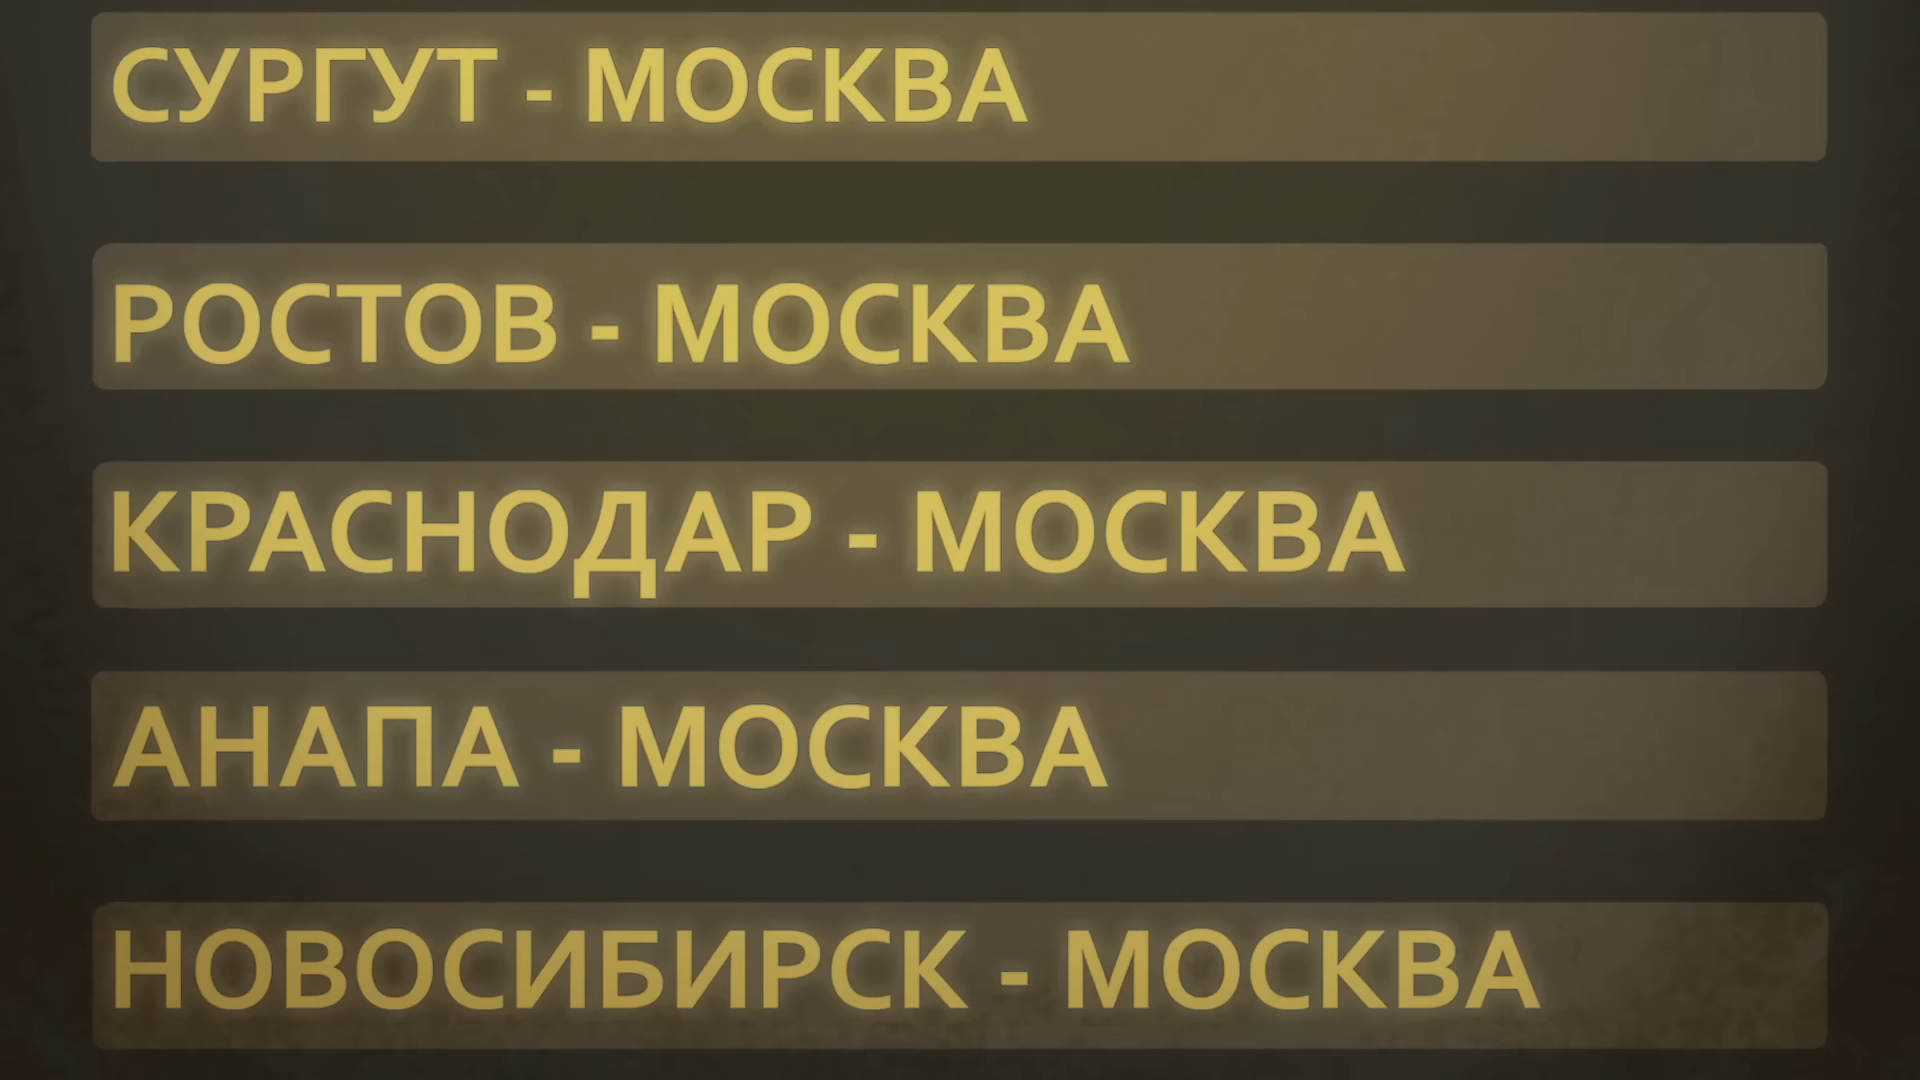 СУРГУТ - МОСКВА
РОСТОВ - МОСКВА
КРАСНОДАР - МОСКВА
АНАПА - МОСКВА
НОВОСИБИРСК - МОСКВА